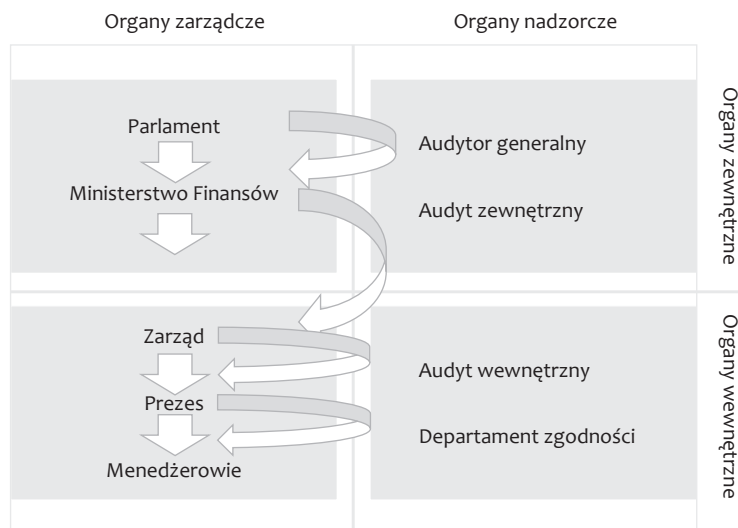 Organy zarządcze
Organy nadzorcze
Parlament
Ministerstwo Finansów
Audytor generalny
Audyt zewnętrzny
Organy zewnętrzne
Zarząd
Prezes
Menedżerowie
Audyt wewnętrzny
Departament zgodności
Organy wewnętrzne